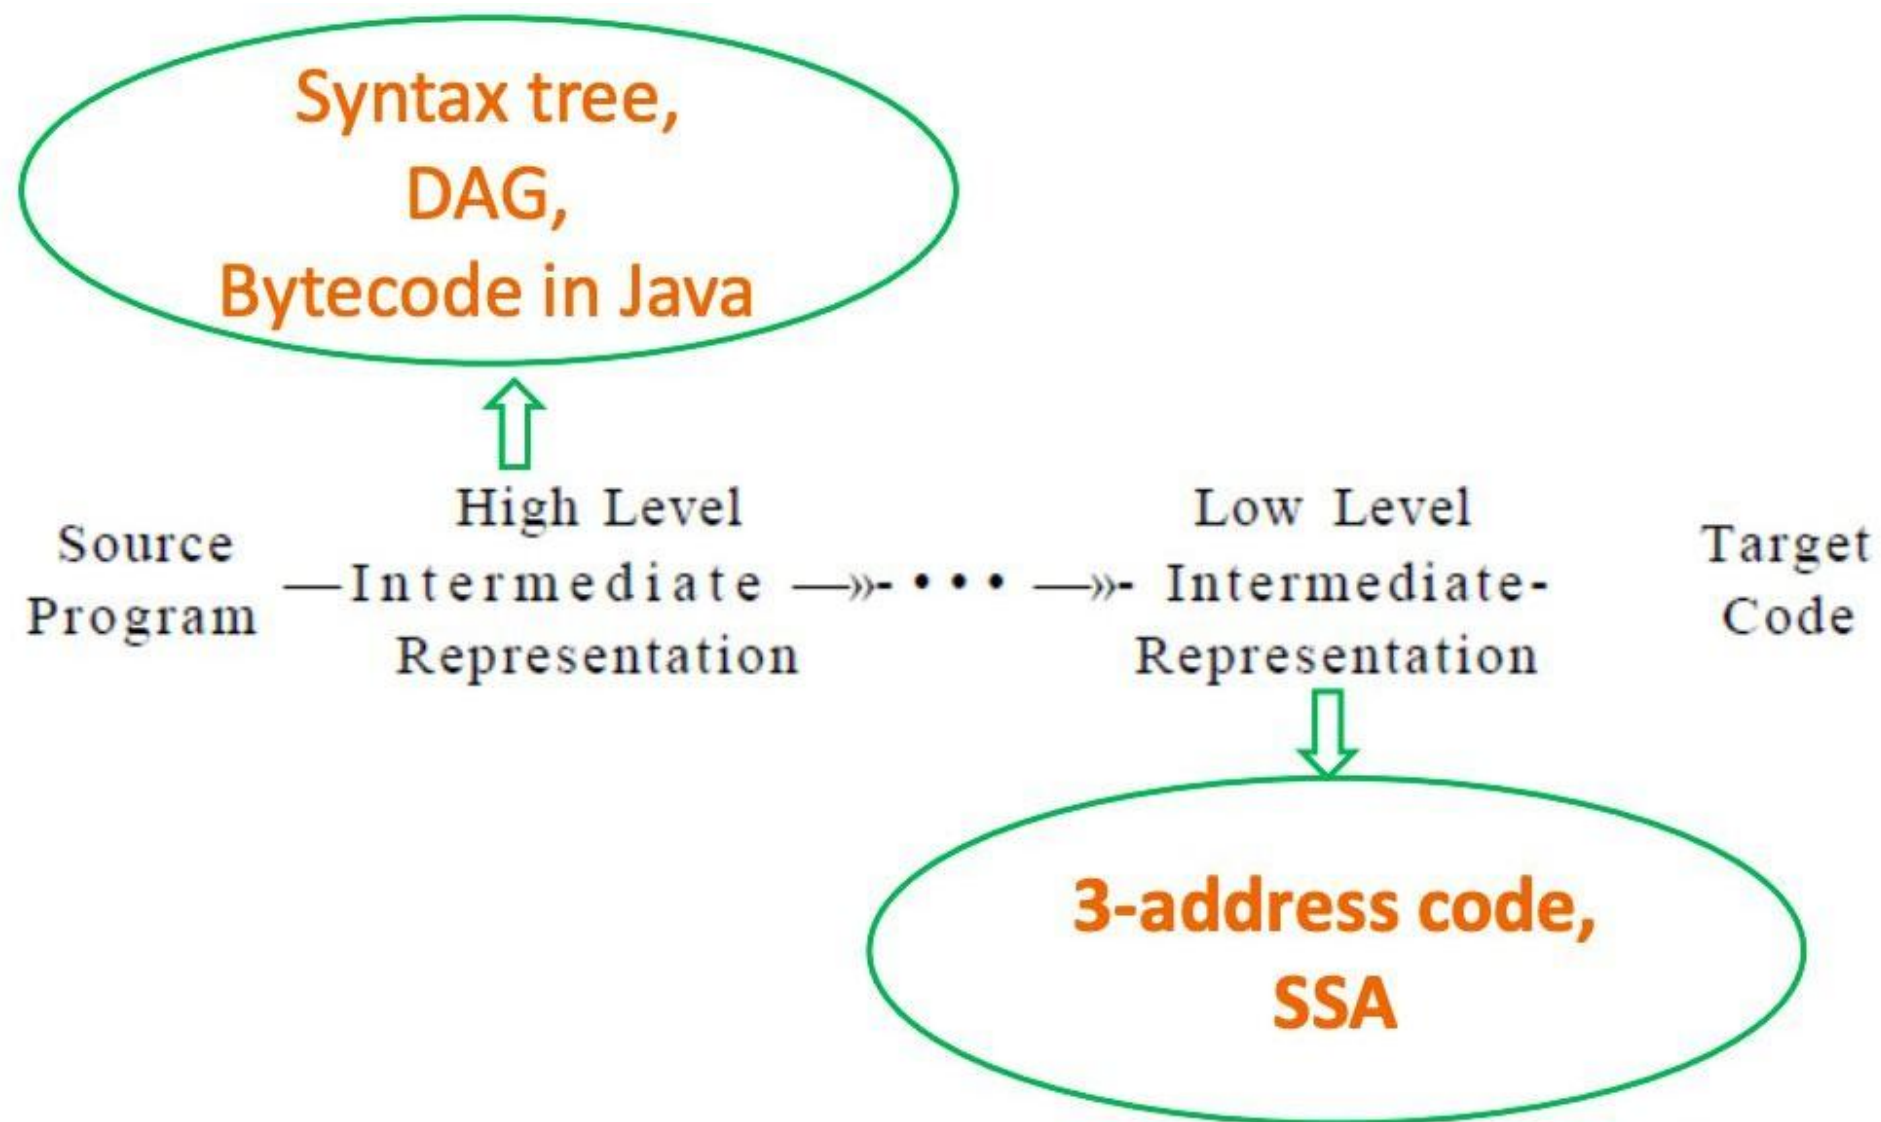 Syntax tree,
DAG,
Bytecode in Java
Source
Program
—
High Level
Intermediate
Representation
—»- • • • —»-
Low Level
Intermediate-
Representation
Target
Code
3-address code,
SSA